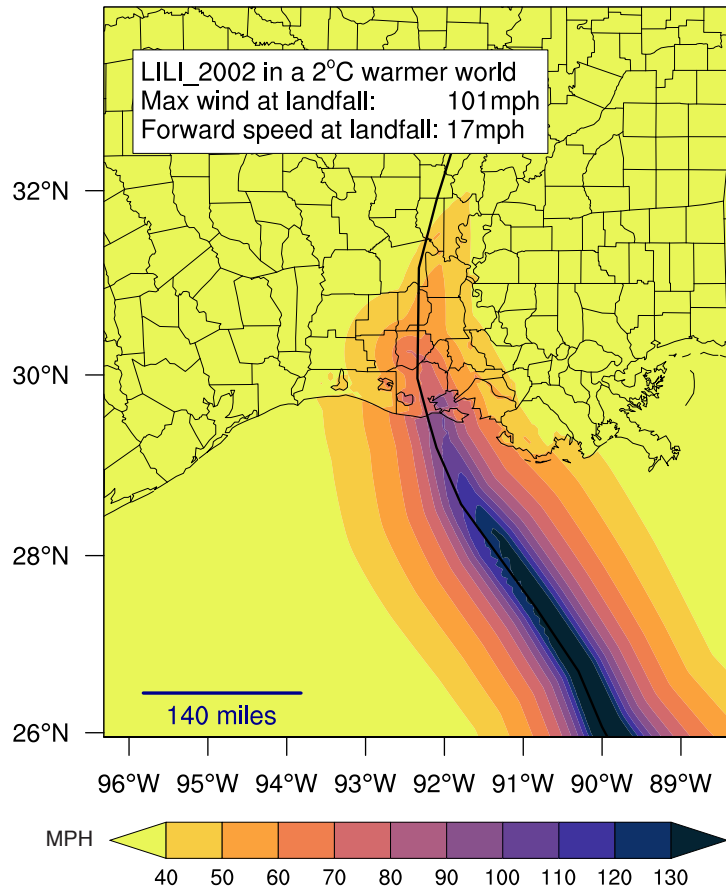 LILI_2002 in a 2°C warmer world
Max wind at landfall: 101mph
Forward speed at landfall: 17mph
32°N
30°N
28°N
26°N
140 miles
96°W 95°W 94°W 93°W 92°W 91°W 90°W 89°W
MPH
40 50 60 70 80 90 100 110 120 130